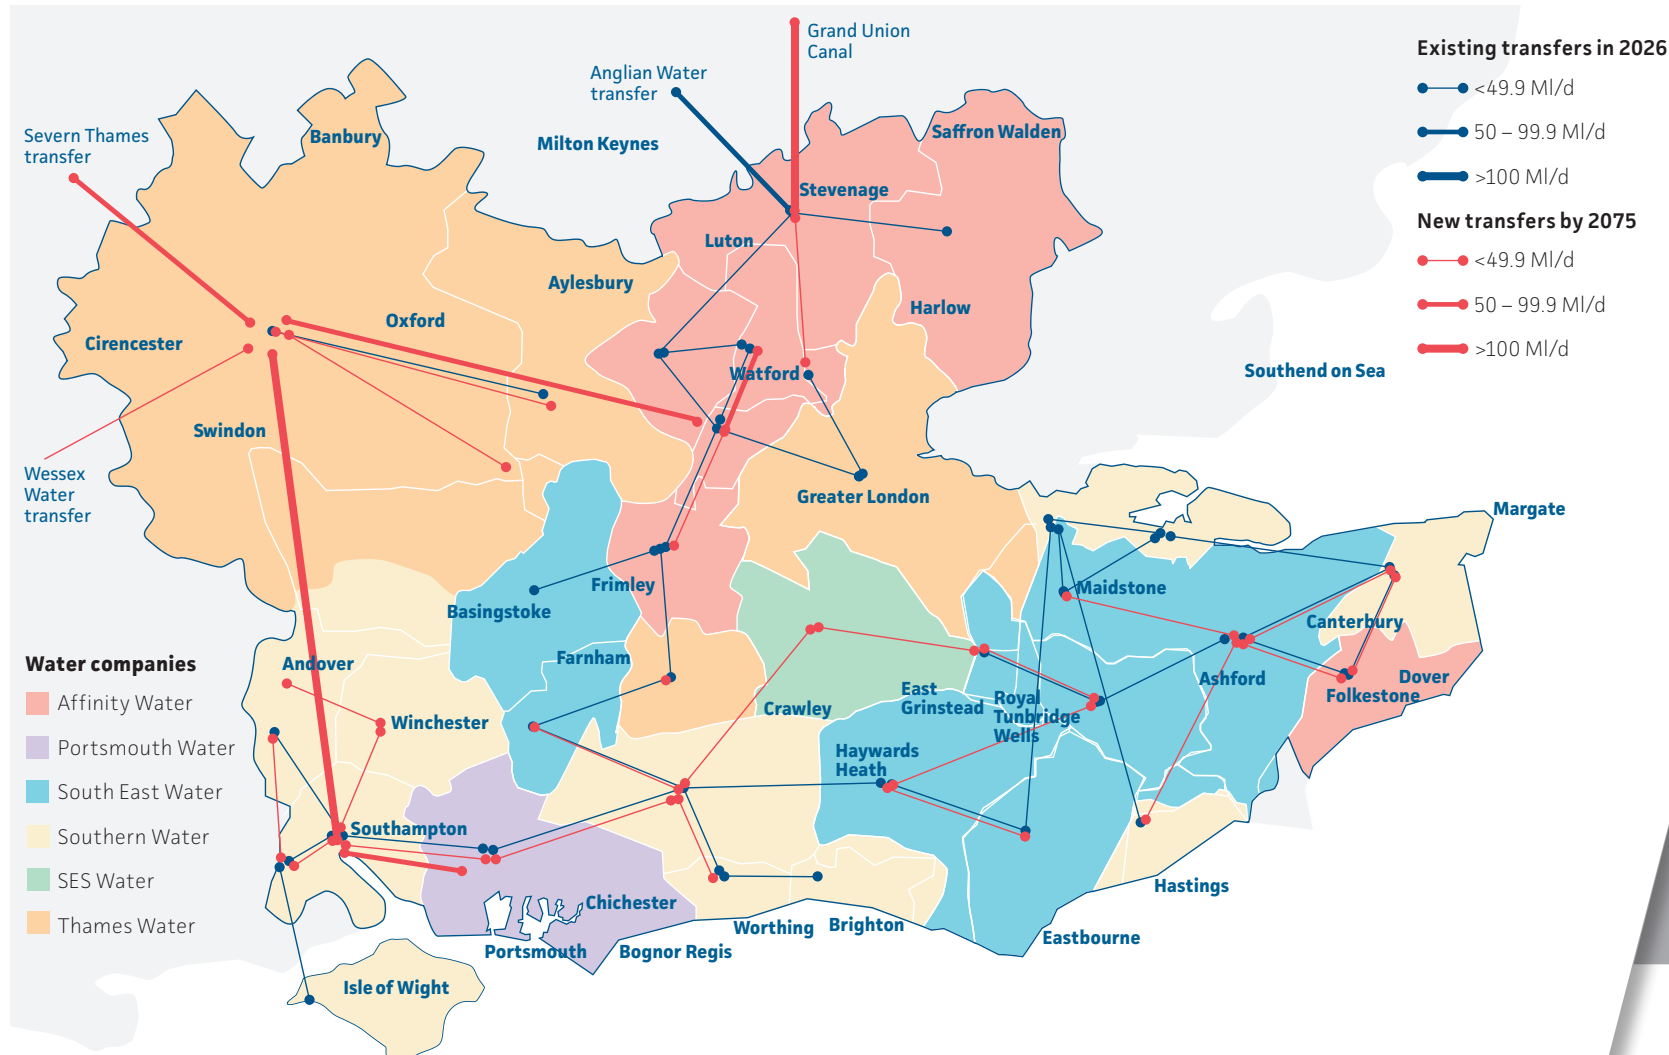 Grand Union
Canal
Anglian Water
transfer
Severn Thames
transfer
Wessex
Water
transfer
Banbury
Milton Keynes
Saffron Walden
Stevenage
Luton
Aylesbury
Harlow
Oxford
Cirencester
Watford
Swindon
Southend on Sea
Greater London
Margate
Frimley
Basingstoke
Maidstone
Canterbury
Andover
Farnham
Ashford
Dover
Folkestone
East
Grinstead
Royal
Tunbridge
Wells
Crawley
Winchester
Haywards
Heath
Southampton
Hastings
Chichester
Worthing
Brighton
Eastbourne
Portsmouth
Bognor Regis
Isle of Wight
Existing transfers in 2026
<49.9 Ml/d
50 – 99.9 Ml/d
>100 Ml/d
New transfers by 2075
<49.9 Ml/d
50 – 99.9 Ml/d
>100 Ml/d
Water companies
Affinity Water
Portsmouth Water
South East Water
Southern Water
SES Water
Thames Water